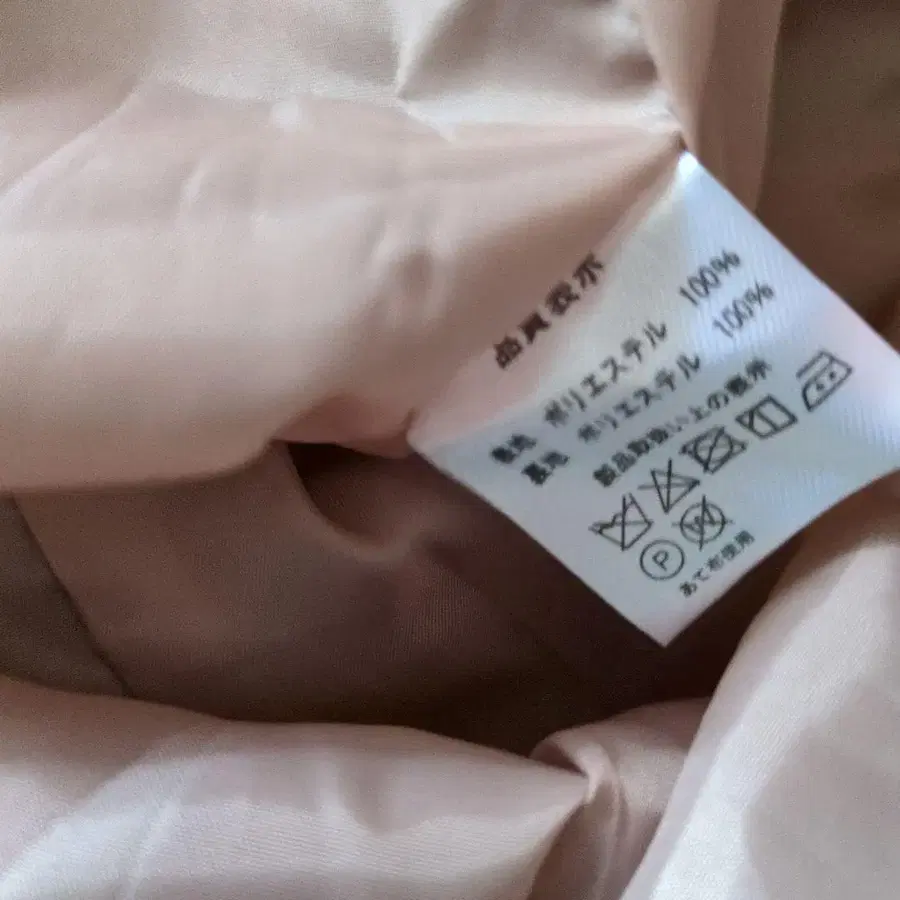 品質表示
表地 ポリエステル 100%
裏地 ポリエステル 100%
製品取扱い上の表示
P W
あて布使用